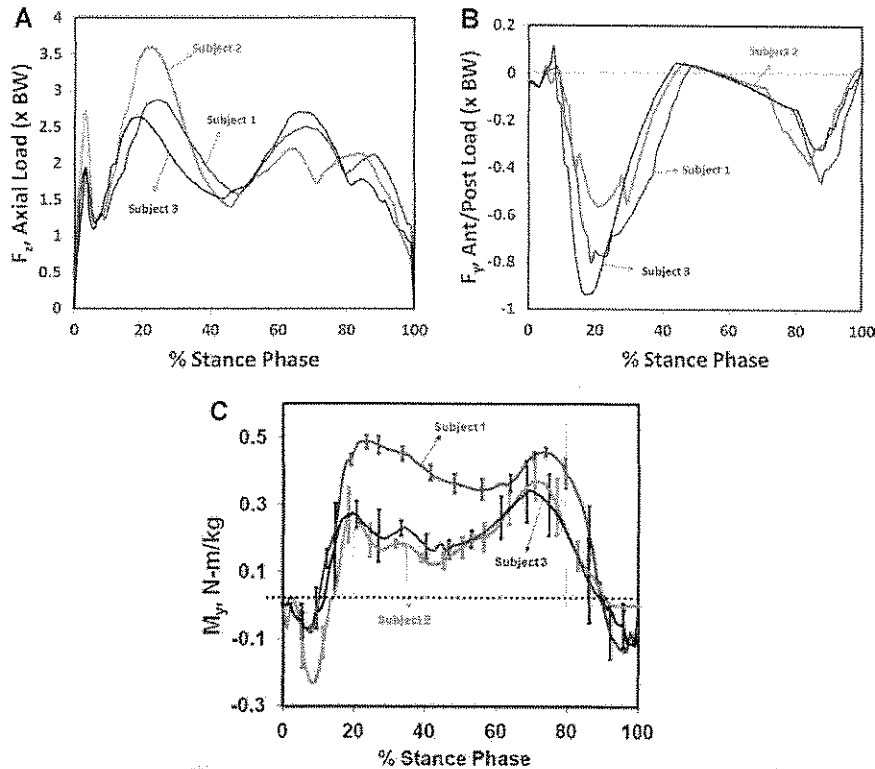 A
4
3.5
3
2.5
2
1.5
1
0.5
0
F_z, Axial Load (x BW)
Subject 2
Subject 1
Subject 3
0 20 40 60 80 100
% Stance Phase
B
0.2
0
-0.2
-0.4
-0.6
-0.8
-1
F_y, Ant/Post Load (x BW)
Subj3 2
Subject 1
Subject 3
0 20 40 60 80 100
% Stance Phase
C
0.5
0.3
0.1
-0.1
-0.3
M_y, N-m/kg
Subject 1
Subject 3
Subject 2
0 20 40 60 80 100
% Stance Phase